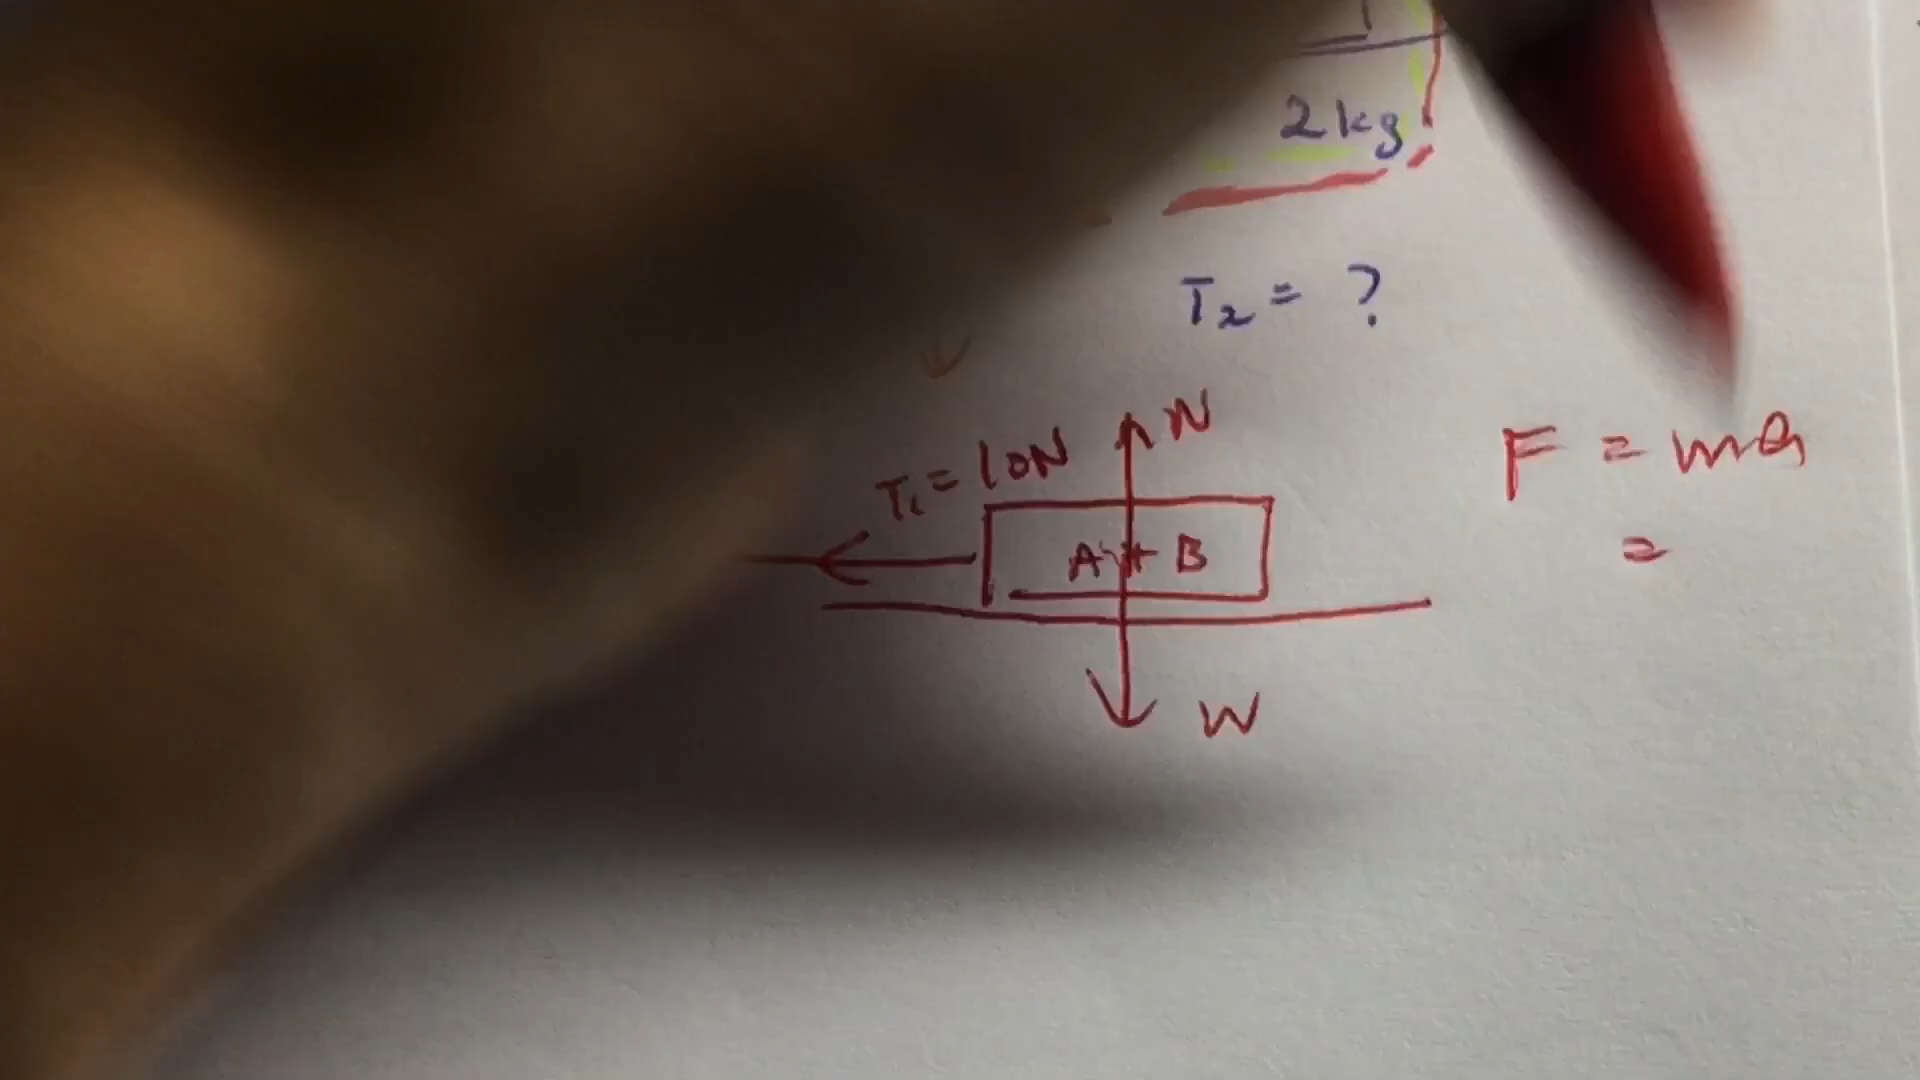 2kg
T2 = ?
N
T1 = 10N
F = ma
A + B
=
W